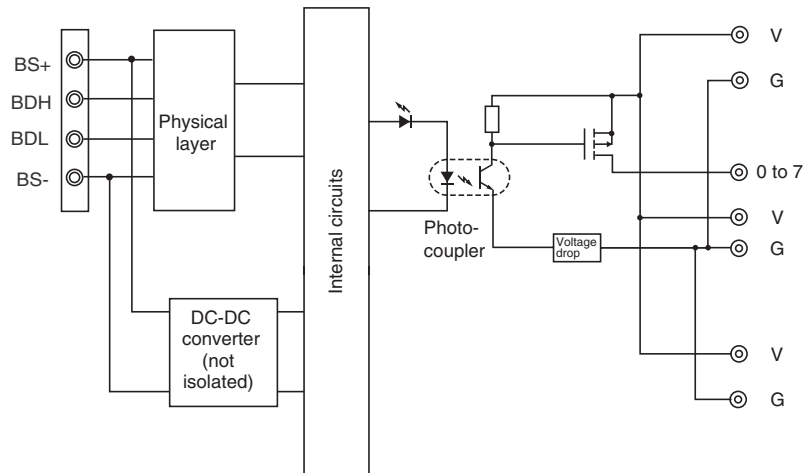 BS+
BDH
BDL
BS-
Physical
layer
DC-DC
converter
(not
isolated)
Internal circuits
Photo-
coupler
Voltage
drop
V
G
0 to 7
V
G
V
G